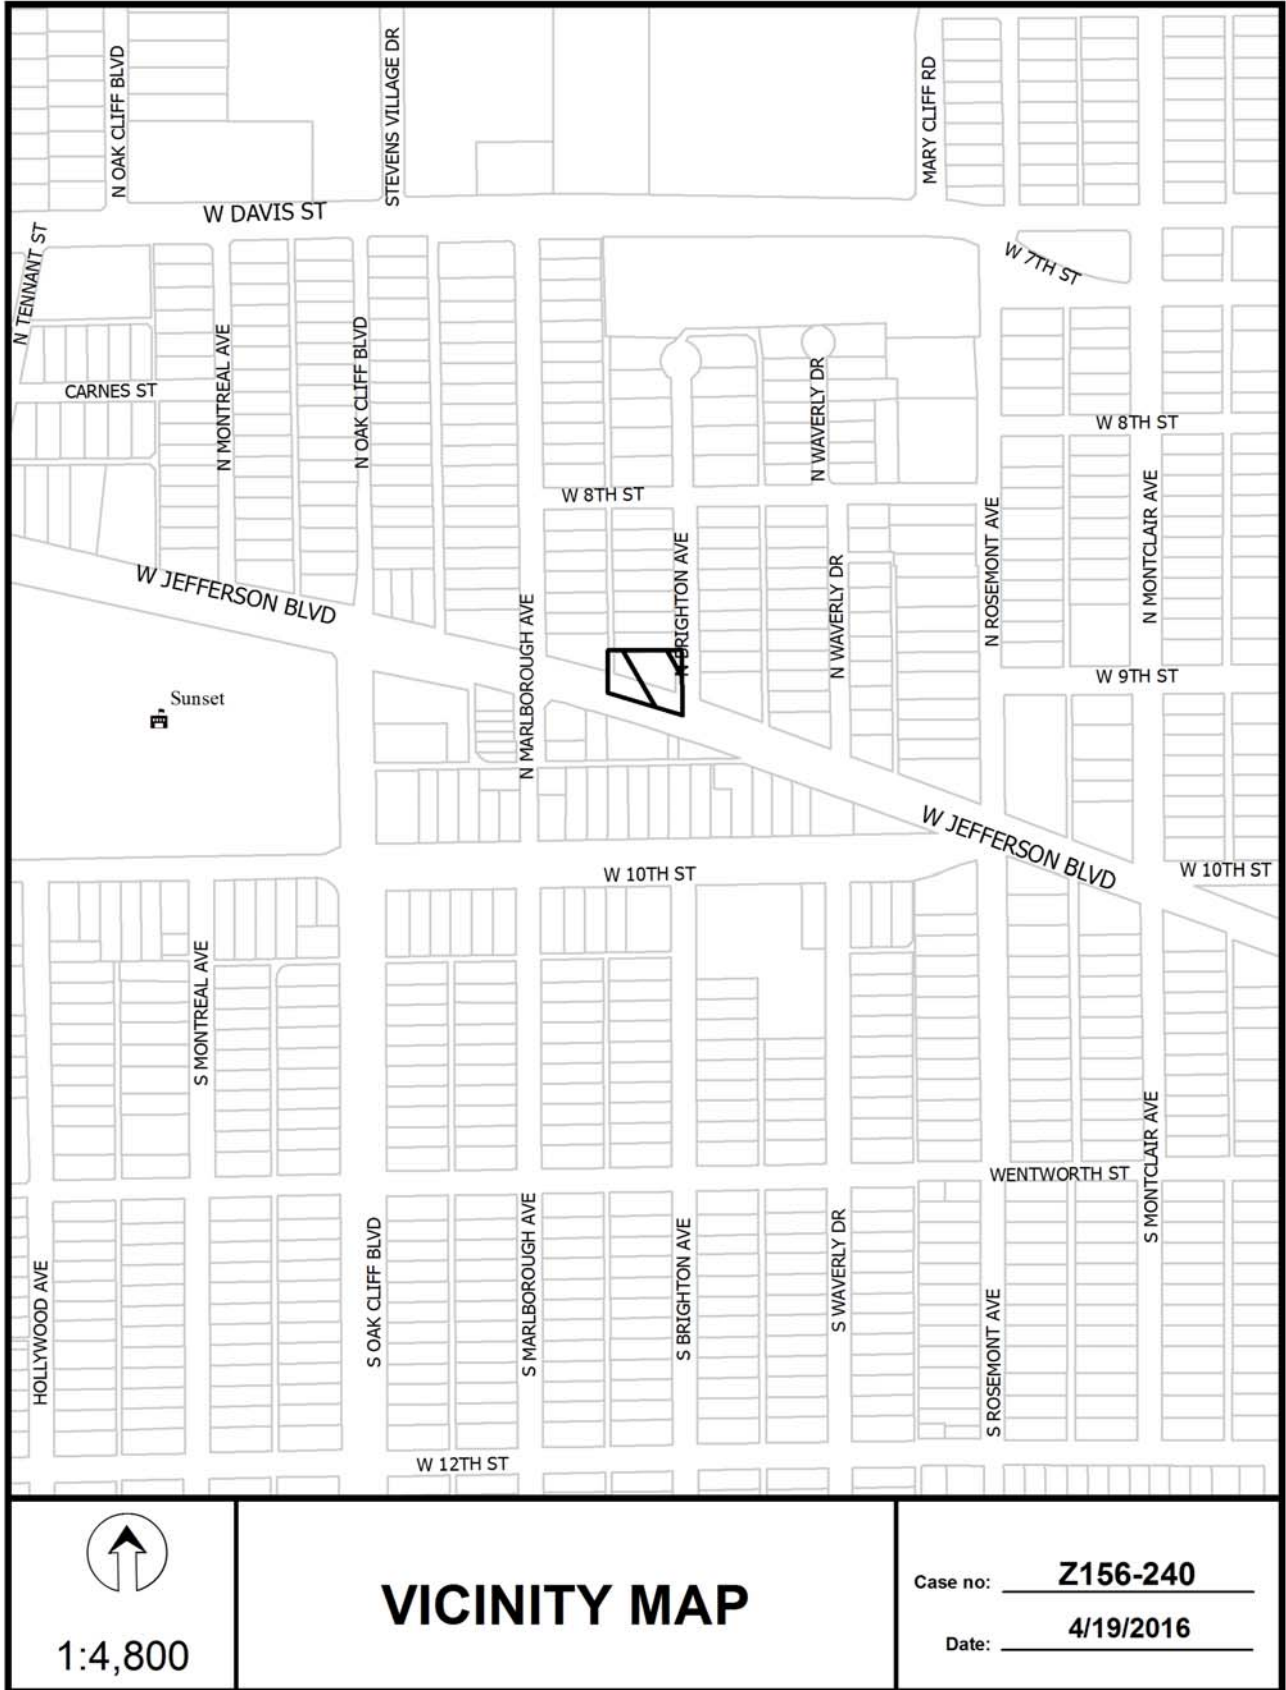 N OAK CLIFF BLVD
STEVENS VILLAGE DR
MARY CLIFF RD
W DAVIS ST
N TENNANT ST
W 7TH ST
N MONTREAL AVE
N OAK CLIFF BLVD
CARNES ST
N WAVERLY DR
W 8TH ST
W 8TH ST
N MONTCLAIR AVE
N ROSEMONT AVE
N BRIGHTON AVE
N WAVERLY DR
W JEFFERSON BLVD
N MARLBOROUGH AVE
W 9TH ST
Sunset
W JEFFERSON BLVD
W 10TH ST
W 10TH ST
S MONTREAL AVE
S MONTCLAIR AVE
WENTWORTH ST
HOLLYWOOD AVE
S OAK CLIFF BLVD
S MARLBOROUGH AVE
S BRIGHTON AVE
S WAVERLY DR
S ROSEMONT AVE
W 12TH ST
1:4,800
VICINITY MAP
Case no: Z156-240
Date: 4/19/2016